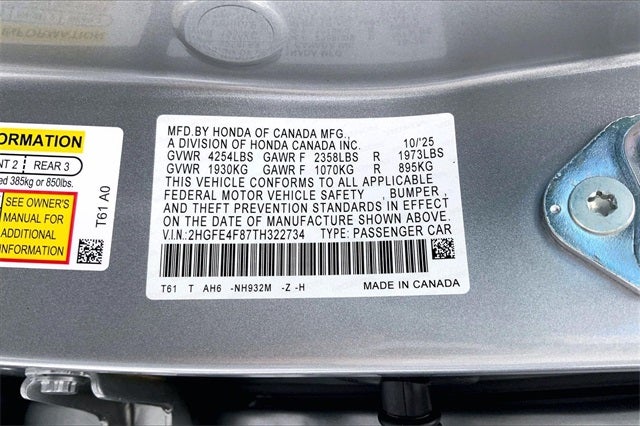 INFORMATION
ORMATION
NT 2 REAR 3
ed 385kg or 850lbs.
SEE OWNER'S
MANUAL FOR
ADDITIONAL
INFORMATION
T61 A0
MFD.BY HONDA OF CANADA MFG.,
A DIVISION OF HONDA CANADA INC. 10/'25
GVWR 4254LBS GAWR F 2358LBS R 1973LBS
GVWR 1930KG GAWR F 1070KG R 895KG
THIS VEHICLE CONFORMS TO ALL APPLICABLE
FEDERAL MOTOR VEHICLE SAFETY , BUMPER ,
AND THEFT PREVENTION STANDARDS IN EFFECT
ON THE DATE OF MANUFACTURE SHOWN ABOVE.
V.I.N.:2HGFE4F87TH322734 TYPE: PASSENGER CAR
T61 T AH6 -NH932M -Z -H MADE IN CANADA